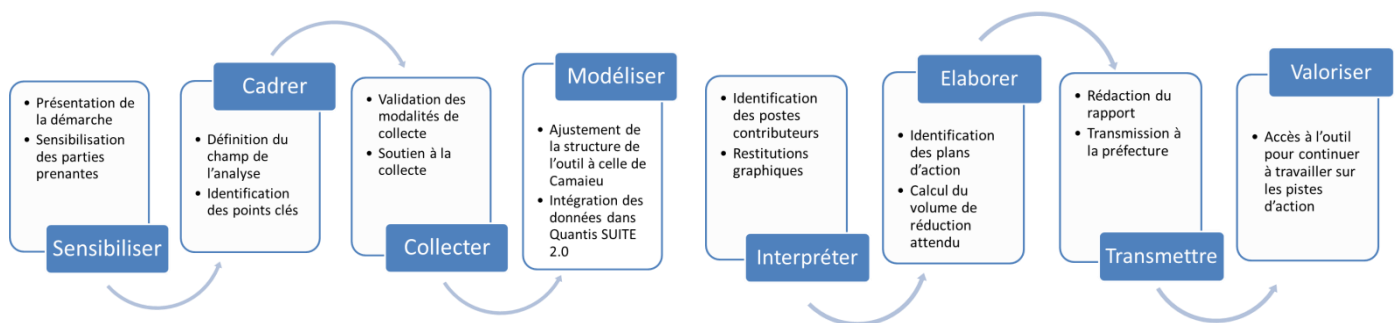 • Présentation de
la démarche
• Sensibilisation
des parties
prenantes
Sensibiliser
Cadrer
• Définition du
champ de
l'analyse
• Identification
des points clés
• Validation des
modalités de
collecte
• Soutien à la
collecte
Collecter
Modéliser
• Ajustement de
la structure de
l'outil à celle de
Camaieu
• Intégration des
données dans
Quantis SUITE
2.0
• Identification
des postes
contributeurs
• Restitutions
graphiques
Interpréter
Elaborer
• Identification
des plans
d'action
• Calcul du
volume de
réduction
attendu
• Rédaction du
rapport
• Transmission à
la préfecture
Transmettre
Valoriser
• Accès à l'outil
pour continuer
à travailler sur
les pistes
d'action